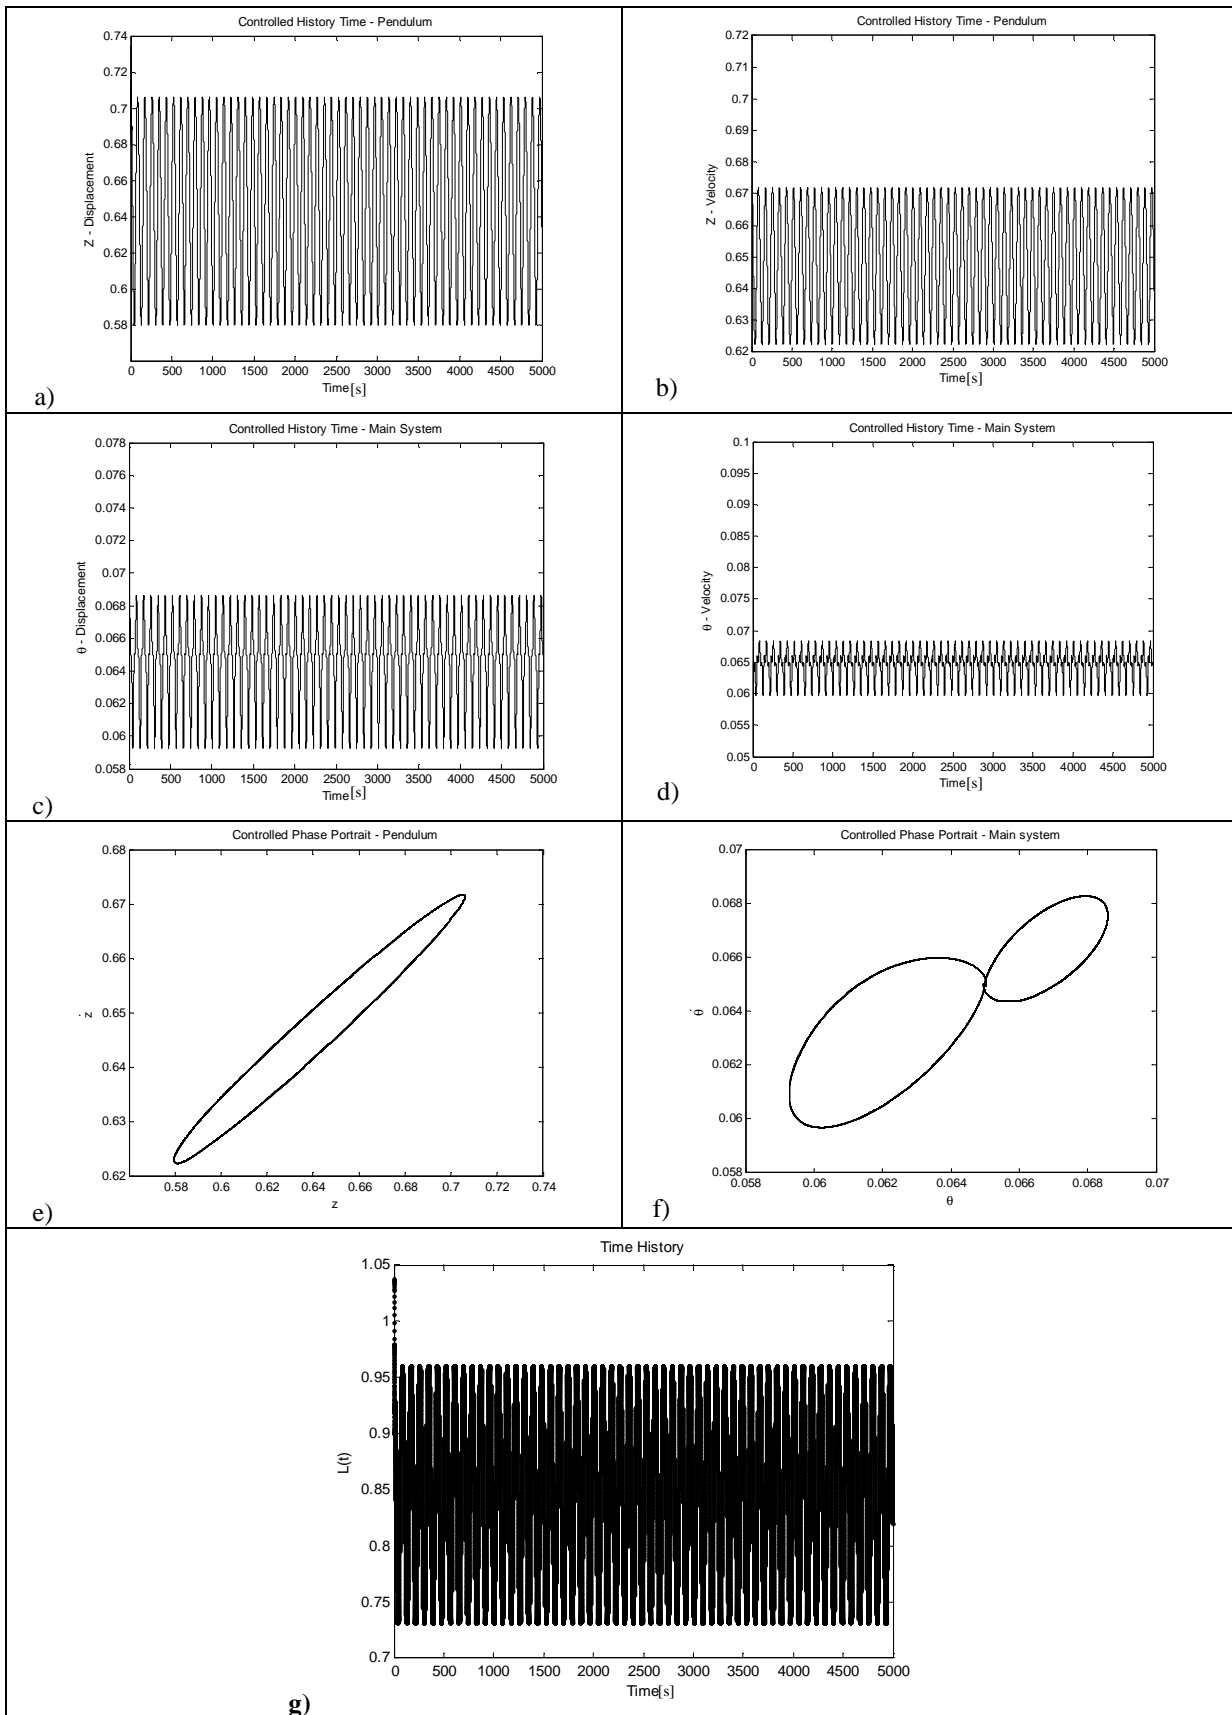 Controlled History Time - Pendulum
0.74
0.72
0.7
0.68
0.66
0.64
0.62
0.6
0.58
Z - Displacement
0 500 1000 1500 2000 2500 3000 3500 4000 4500 5000
Time[s]
a)
Controlled History Time - Pendulum
0.72
0.71
0.7
0.69
0.68
0.67
0.66
0.65
0.64
0.63
0.62
Z - Velocity
0 500 1000 1500 2000 2500 3000 3500 4000 4500 5000
Time[s]
b)
Controlled History Time - Main System
0.078
0.076
0.074
0.072
0.07
0.068
0.066
0.064
0.062
0.06
0.058
θ - Displacement
0 500 1000 1500 2000 2500 3000 3500 4000 4500 5000
Time[s]
c)
Controlled History Time - Main System
0.1
0.095
0.09
0.085
0.08
0.075
0.07
0.065
0.06
0.055
0.05
θ - Velocity
0 500 1000 1500 2000 2500 3000 3500 4000 4500 5000
Time[s]
d)
Controlled Phase Portrait - Pendulum
0.68
0.67
0.66
0.65
0.64
0.63
0.62
ż
0.58 0.6 0.62 0.64 0.66 0.68 0.7 0.72 0.74
z
e)
Controlled Phase Portrait - Main system
0.07
0.068
0.066
0.064
0.062
0.06
0.058
θ̇
0.058 0.06 0.062 0.064 0.066 0.068 0.07
θ
f)
Time History
1.05
1
0.95
0.9
0.85
0.8
0.75
0.7
L(t)
0 500 1000 1500 2000 2500 3000 3500 4000 4500 5000
Time[s]
g)